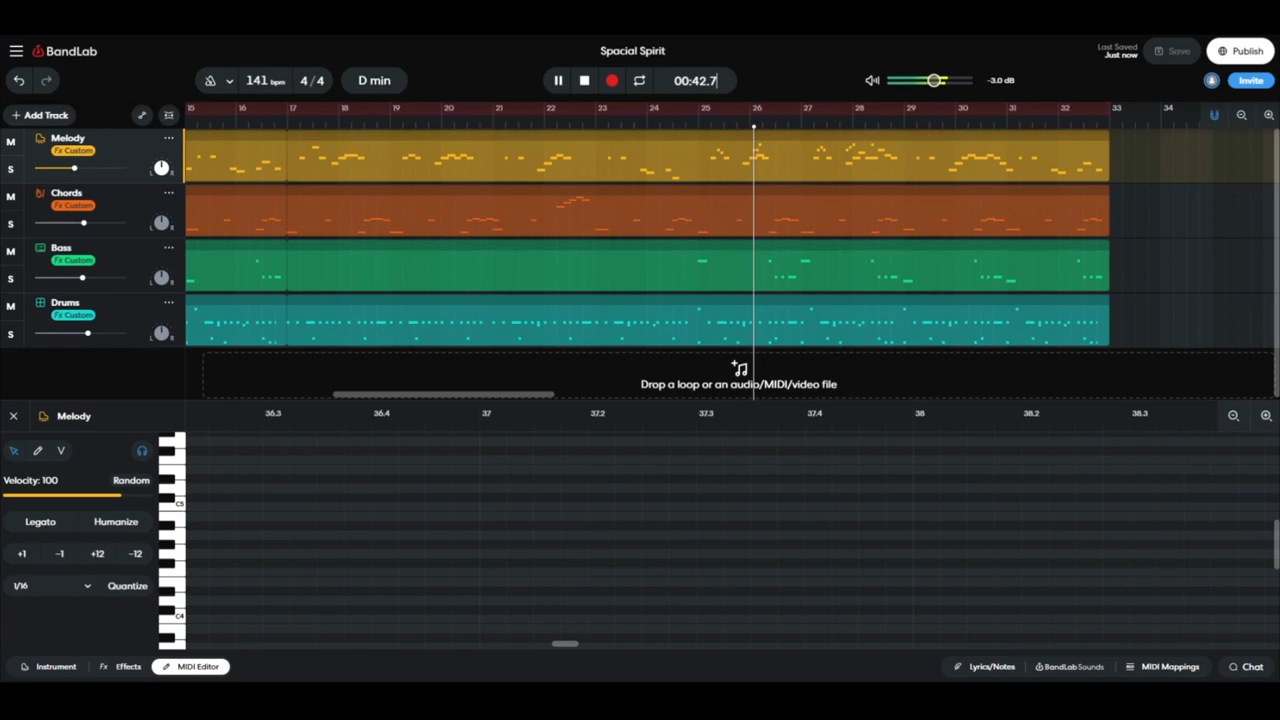 BandLab
Spacial Spirit
Last Saved
Just now
Save
Publish
141 bpm
4/4
D min
00:42.7
-3.0 dB
Invite
+ Add Track
15 16 17 18 19 20 21 22 23 24 25 26 27 28 29 30 31 32 33 34
M
Melody
Fx Custom
S
L R
M
Chords
Fx Custom
S
L R
M
Bass
Fx Custom
S
L R
M
Drums
Fx Custom
S
L R
Drop a loop or an audio/MIDI/video file
Melody
36.3 36.4 37 37.2 37.3 37.4 38 38.2 38.3
V
Velocity: 100 Random
C5
Legato Humanize
+1 -1 +12 -12
1/16 Quantize
C4
Instrument
Fx Effects
MIDI Editor
Lyrics/Notes
BandLab Sounds
MIDI Mappings
Chat